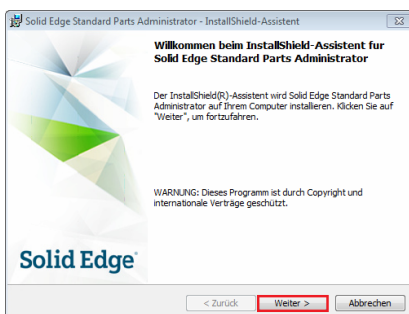 Solid Edge Standard Parts Administrator - InstallShield-Assistent
Willkommen beim InstallShield-Assistent fur
Solid Edge Standard Parts Administrator
Der InstallShield(R)-Assistent wird Solid Edge Standard Parts
Administrator auf Ihrem Computer installieren. Klicken Sie auf
"Weiter", um fortzufahren.
WARNUNG: Dieses Programm ist durch Copyright und
internationale Verträge geschützt.
Solid Edge
< Zurück
Weiter >
Abbrechen